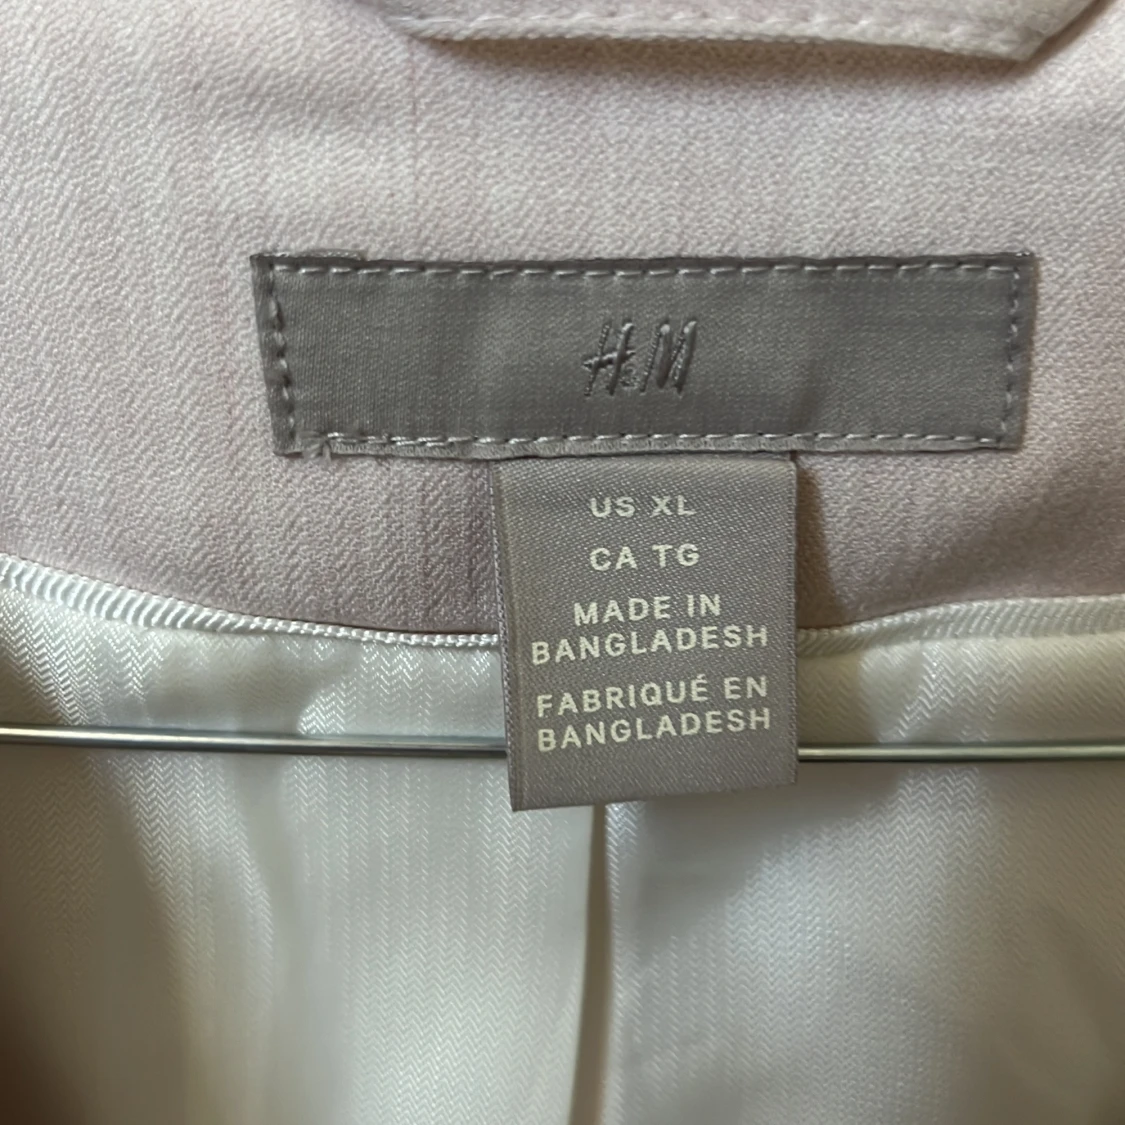 H&M
US XL
CA TG
MADE IN
BANGLADESH
FABRIQUÉ EN
BANGLADESH